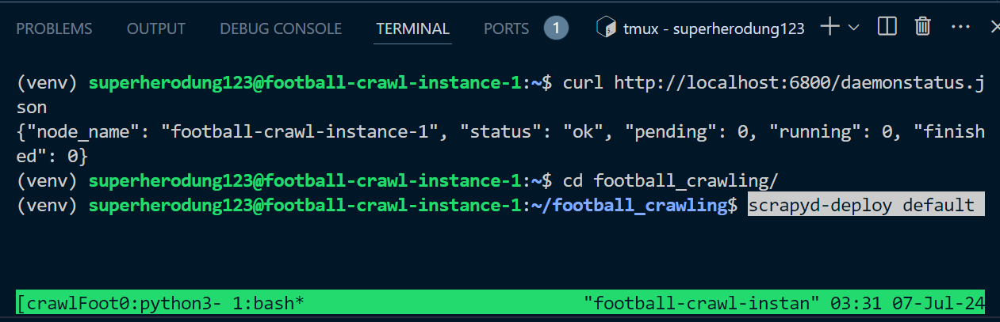 PROBLEMS OUTPUT DEBUG CONSOLE TERMINAL PORTS 1 tmux - superherodung123
(venv) superherodung123@football-crawl-instance-1:~$ curl http://localhost:6800/daemonstatus.j
son
{"node_name": "football-crawl-instance-1", "status": "ok", "pending": 0, "running": 0, "finish
ed": 0}
(venv) superherodung123@football-crawl-instance-1:~$ cd football_crawling/
(venv) superherodung123@football-crawl-instance-1:~/football_crawling$ scrapyd-deploy default
[crawlFoot0:python3- 1:bash* "football-crawl-instan" 03:31 07-Jul-24